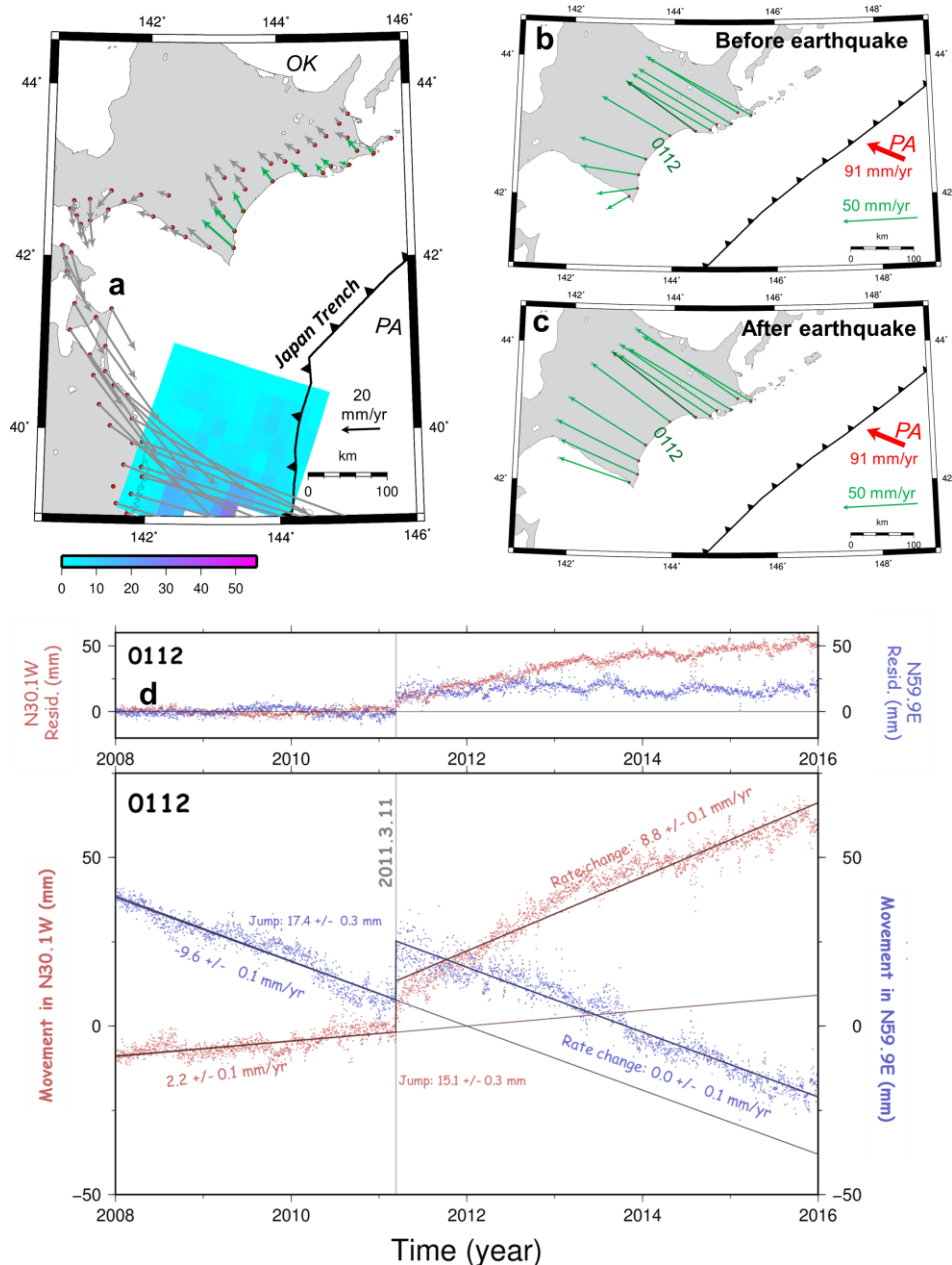 142˚ 144˚ 146˚
44˚
42˚
40˚
142˚ 144˚ 146˚
OK
a
Japan Trench
PA
20
mm/yr
km
0 100
0 10 20 30 40 50
142˚ 144˚ 146˚ 148˚
44˚
42˚
142˚ 144˚ 146˚ 148˚
b
Before earthquake
0112
PA
91 mm/yr
50 mm/yr
km
0 100
142˚ 144˚ 146˚ 148˚
44˚
42˚
142˚ 144˚ 146˚ 148˚
c
After earthquake
0112
PA
91 mm/yr
50 mm/yr
km
0 100
N30.1W
Resid. (mm)
50
0
0112
d
50
0
N59.9E
Resid. (mm)
2008 2010 2012 2014 2016
Movement in N30.1W (mm)
50
0
−50
0112
2011.3.11
Jump: 17.4 +/- 0.3 mm
-9.6 +/- 0.1 mm/yr
2.2 +/- 0.1 mm/yr
Jump: 15.1 +/- 0.3 mm
Rate change: 8.8 +/- 0.1 mm/yr
Rate change: 0.0 +/- 0.1 mm/yr
50
0
−50
Movement in N59.9E (mm)
2008 2010 2012 2014 2016
Time (year)